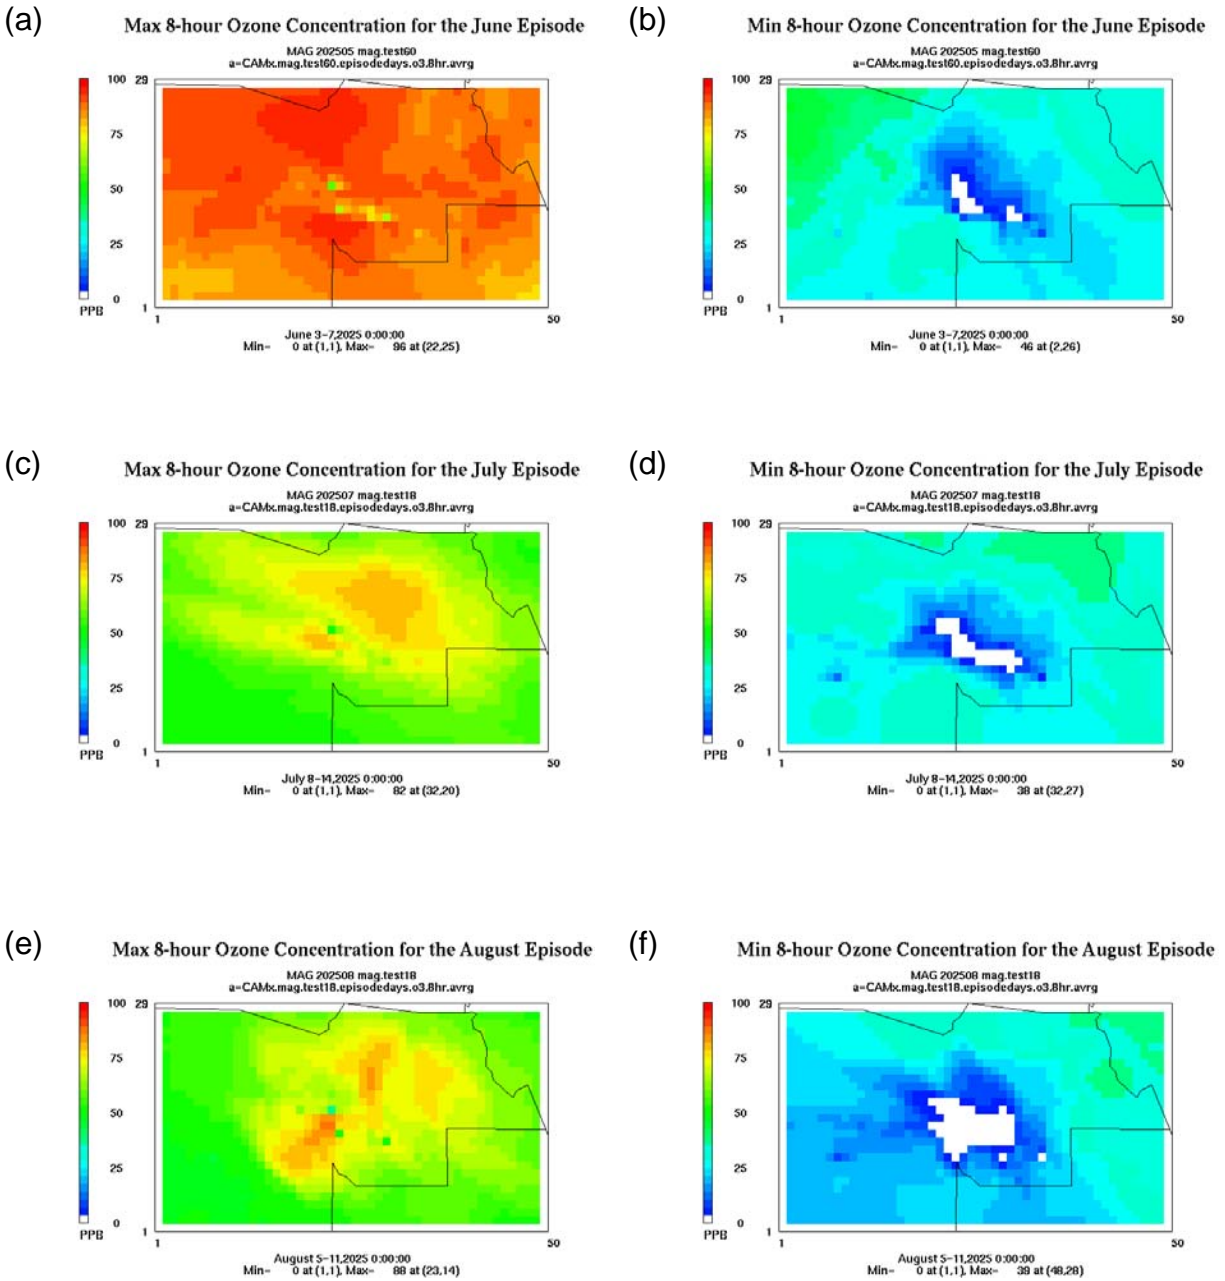 (a)
Max 8-hour Ozone Concentration for the June Episode
MAG 202505 mag.test60
a=CAMx.mag.test60.episodedays.o3.8hr.avrg
100
29
75
50
25
0
PPB
1
1
50
June 3-7,2025 0:00:00
Min= 0 at (1,1), Max= 96 at (22,25)
(b)
Min 8-hour Ozone Concentration for the June Episode
MAG 202505 mag.test60
a=CAMx.mag.test60.episodedays.o3.8hr.avrg
100
29
75
50
25
0
PPB
1
1
50
June 3-7,2025 0:00:00
Min= 0 at (1,1), Max= 46 at (2,26)
(c)
Max 8-hour Ozone Concentration for the July Episode
MAG 202507 mag.test18
a=CAMx.mag.test18.episodedays.o3.8hr.avrg
100
29
75
50
25
0
PPB
1
1
50
July 8-14,2025 0:00:00
Min= 0 at (1,1), Max= 82 at (32,20)
(d)
Min 8-hour Ozone Concentration for the July Episode
MAG 202507 mag.test18
a=CAMx.mag.test18.episodedays.o3.8hr.avrg
100
29
75
50
25
0
PPB
1
1
50
July 8-14,2025 0:00:00
Min= 0 at (1,1), Max= 38 at (32,27)
(e)
Max 8-hour Ozone Concentration for the August Episode
MAG 202508 mag.test18
a=CAMx.mag.test18.episodedays.o3.8hr.avrg
100
29
75
50
25
0
PPB
1
1
50
August 5-11,2025 0:00:00
Min= 0 at (1,1), Max= 88 at (23,14)
(f)
Min 8-hour Ozone Concentration for the August Episode
MAG 202508 mag.test18
a=CAMx.mag.test18.episodedays.o3.8hr.avrg
100
29
75
50
25
0
PPB
1
1
50
August 5-11,2025 0:00:00
Min= 0 at (1,1), Max= 39 at (48,28)